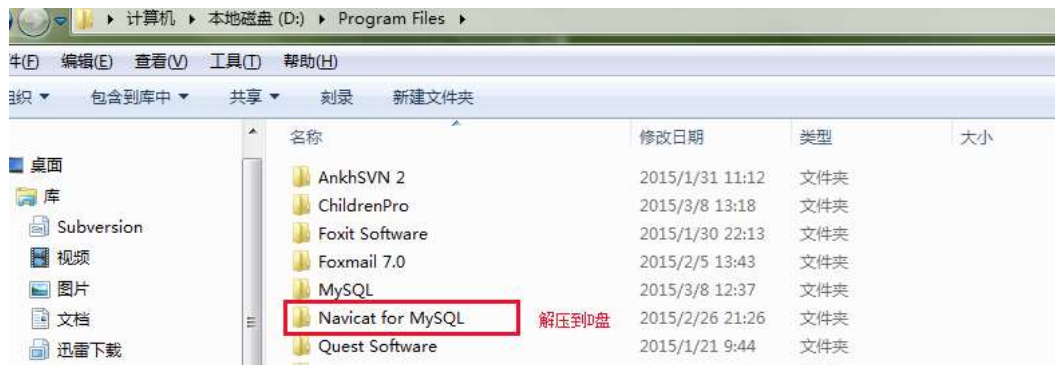 计算机 本地磁盘 (D:) Program Files
件(F) 编辑(E) 查看(V) 工具(T) 帮助(H)
组织 包含到库中 共享 刻录 新建文件夹
名称 修改日期 类型 大小
桌面
库
Subversion
视频
图片
文档
迅雷下载
AnkhSVN 2 2015/1/31 11:12 文件夹
ChildrenPro 2015/3/8 13:18 文件夹
Foxit Software 2015/1/30 22:13 文件夹
Foxmail 7.0 2015/2/5 13:43 文件夹
MySQL 2015/3/8 12:37 文件夹
Navicat for MySQL 解压到D盘 2015/2/26 21:26 文件夹
Quest Software 2015/1/21 9:44 文件夹